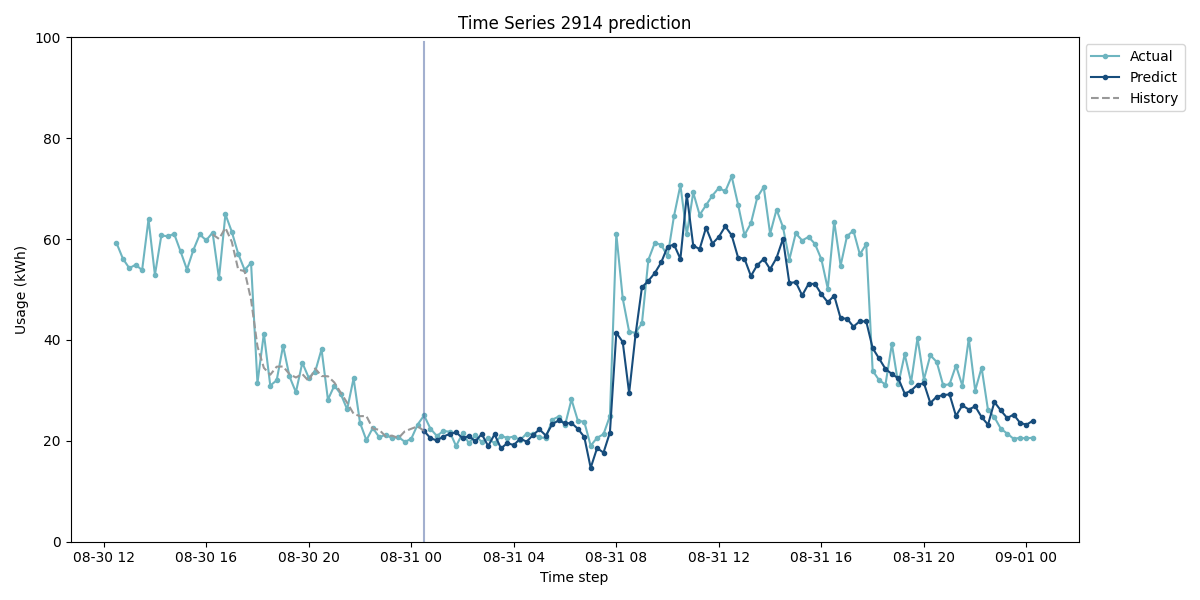 Time Series 2914 prediction
100
80
60
40
20
0
Usage (kWh)
08-30 12
08-30 16
08-30 20
08-31 00
08-31 04
08-31 08
08-31 12
08-31 16
08-31 20
09-01 00
Time step
Actual
Predict
History